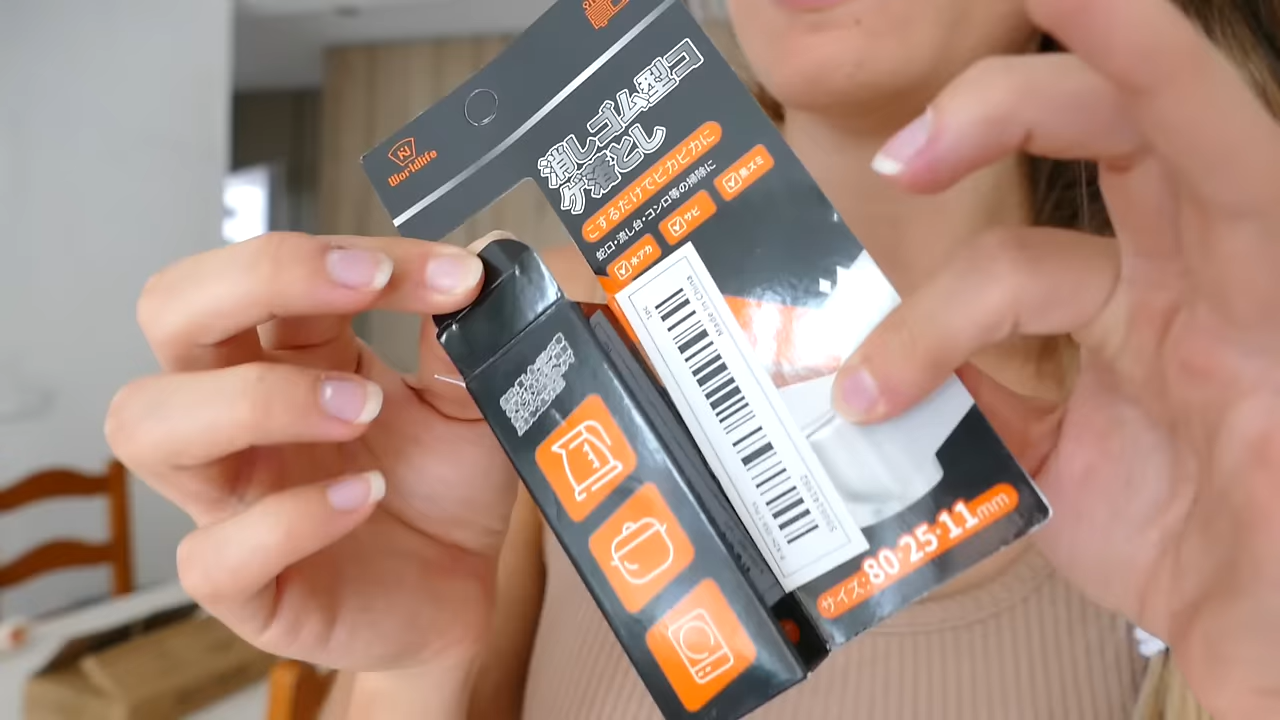 Worldlife
消しゴム型コ
ゲ落とし
こするだけでピカピカに
蛇口・流し台・コンロ等の掃除に
水アカ
サビ
黒ズミ
1pc
Made in China
サイズ:80·25·11mm